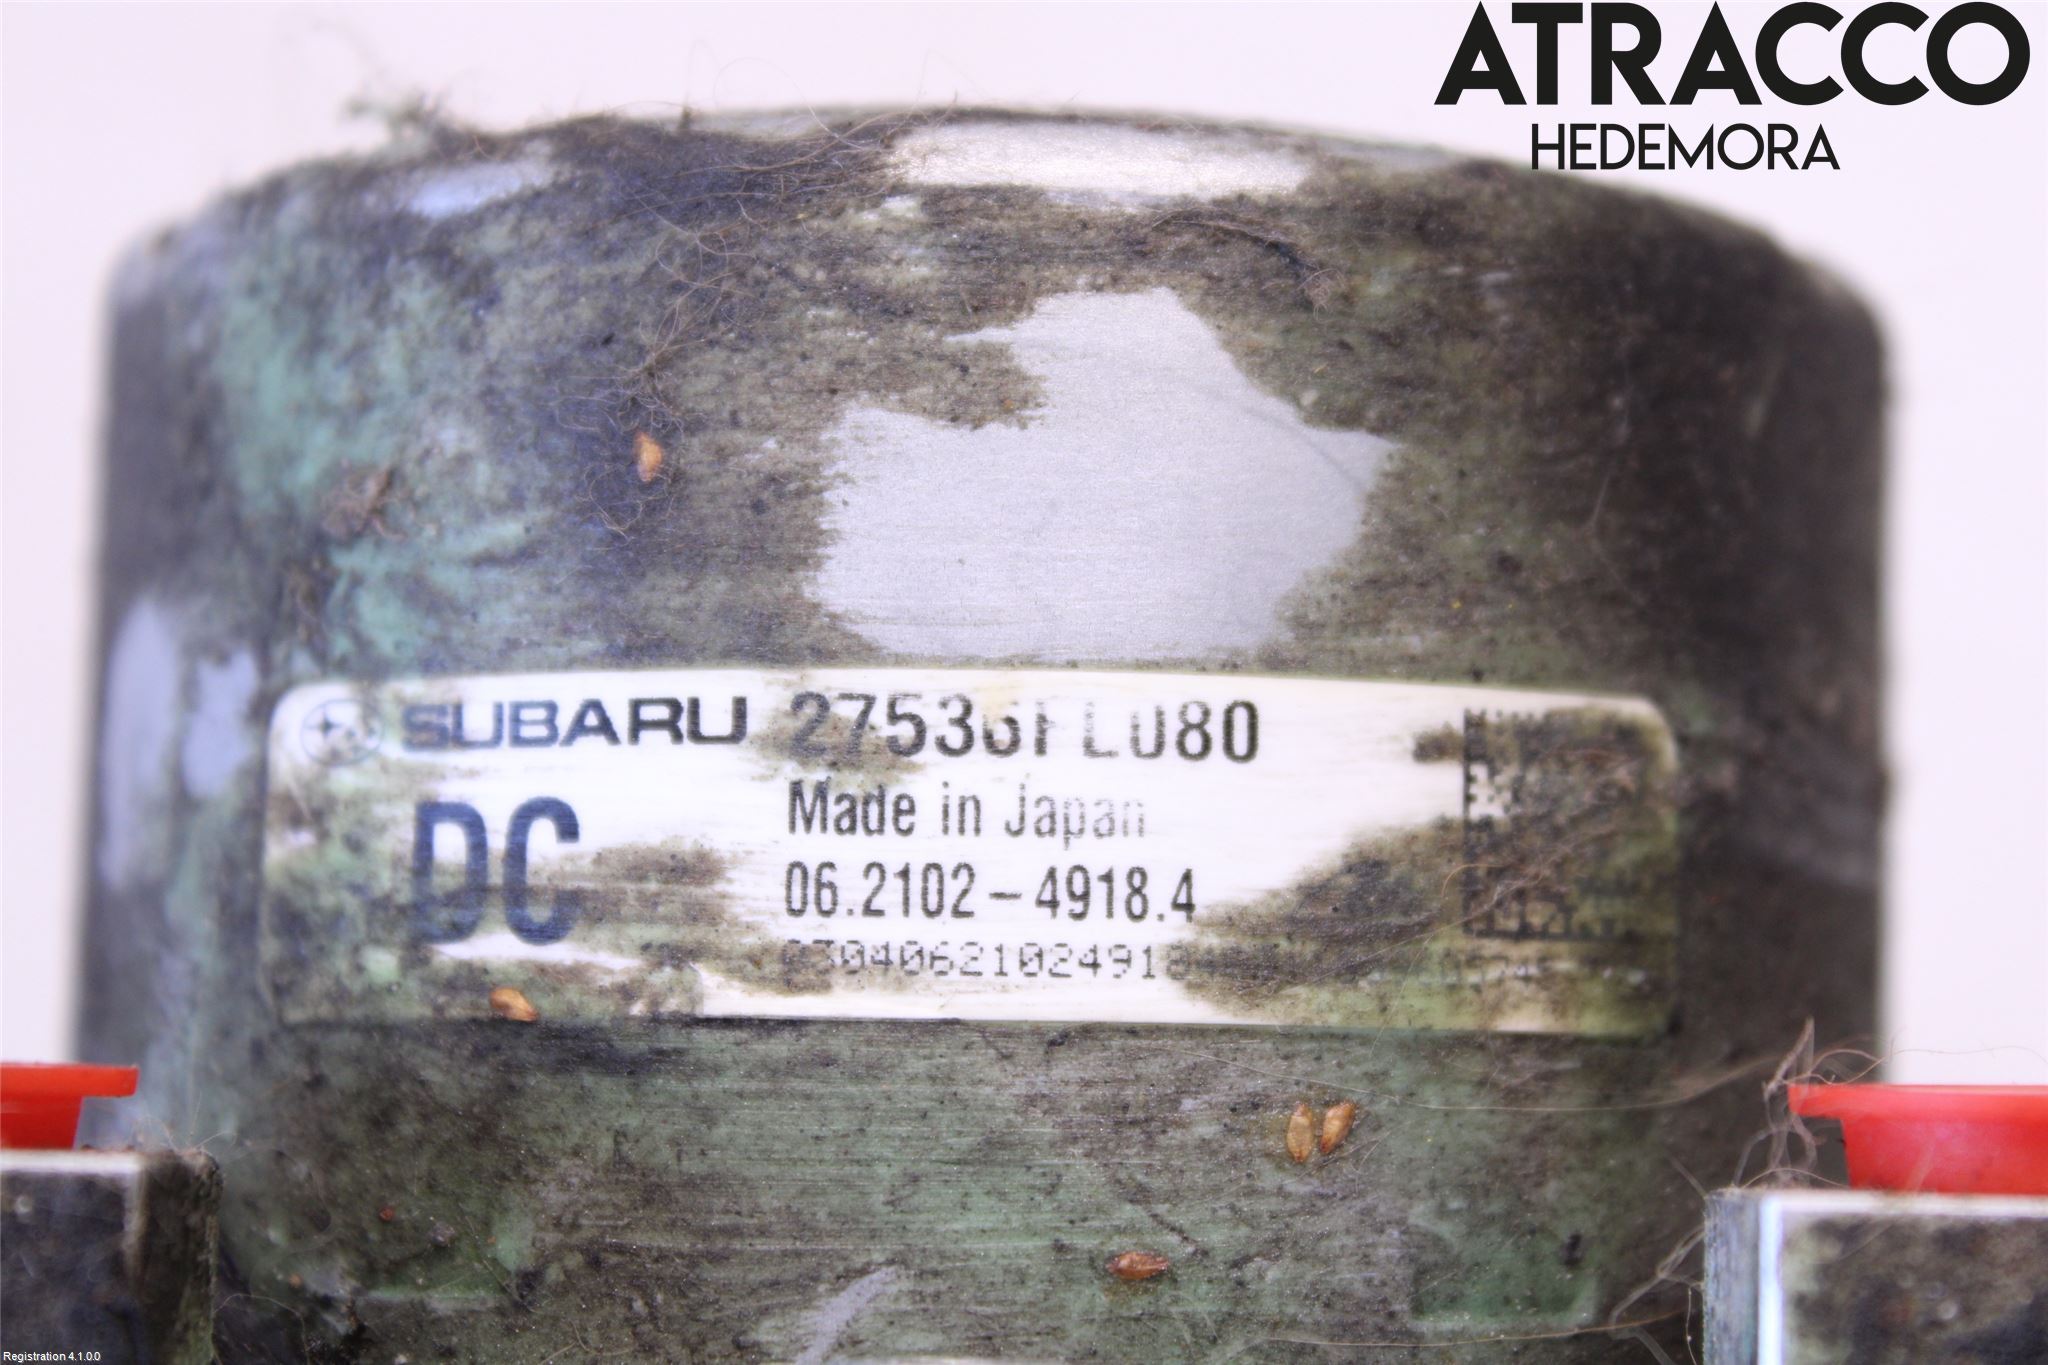 ATRACCO
HEDEMORA
SUBARU 27536FL080
DC
Made in Japan
06.2102-4918.4
Registration 4.1.0.0